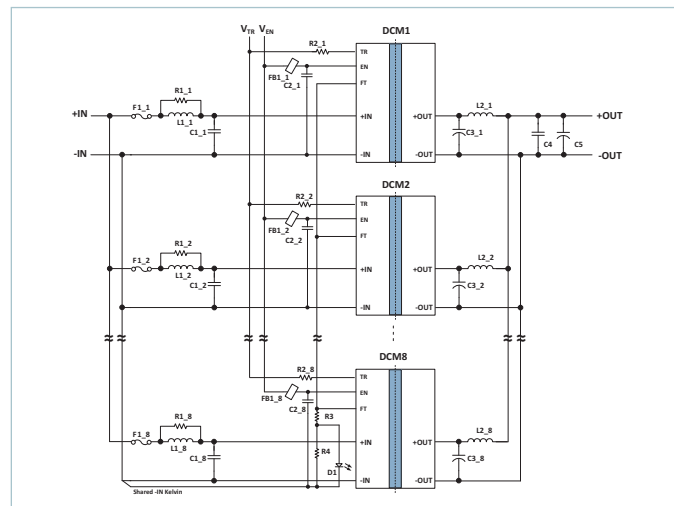 V_TR V_EN
DCM1
R2_1
TR
EN
FB1_1
C2_1
FT
R1_1
F1_1
L1_1
+IN
+IN
+OUT
L2_1
+OUT
C1_1
C3_1
C4
C5
-IN
-IN
-OUT
-OUT
DCM2
R2_2
TR
EN
FB1_2
C2_2
FT
R1_2
F1_2
L1_2
+IN
+OUT
L2_2
C1_2
C3_2
-IN
-OUT
DCM8
R2_8
TR
EN
FB1_8
C2_8
FT
R3
R1_8
F1_8
L1_8
+IN
+OUT
L2_8
R4
C1_8
D1
C3_8
-IN
-OUT
Shared -IN Kelvin